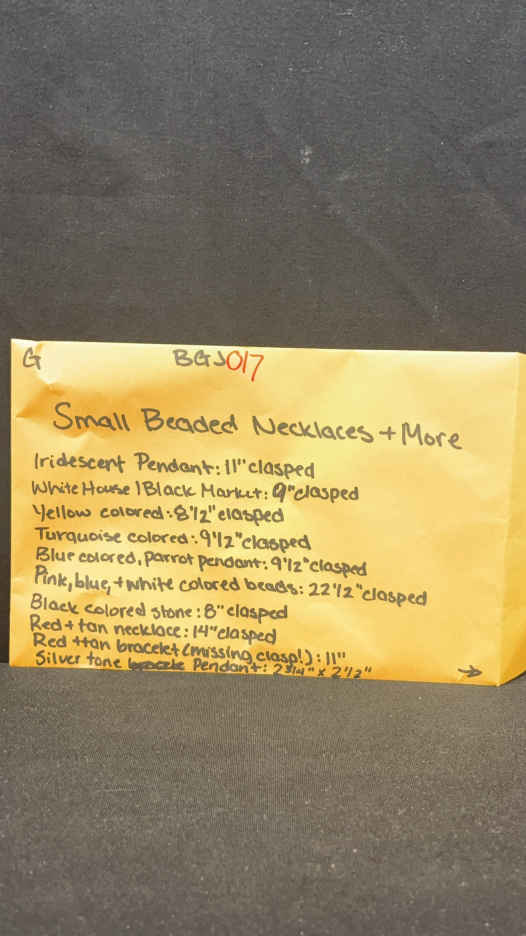 G BGJ017
Small Beaded Necklaces + More
Iridescent Pendant: 11" clasped
White House | Black Market: 9" clasped
Yellow colored: 8 1/2" clasped
Turquoise colored: 9 1/2" clasped
Blue colored, parrot pendant: 9 1/2" clasped
Pink, blue, + white colored beads: 22 1/2" clasped
Black colored stone: 8" clasped
Red + tan necklace: 14" clasped
Red + tan bracelet (missing clasp!): 11"
Silver tone Pendant: 2 3/4" x 2 1/2"
→